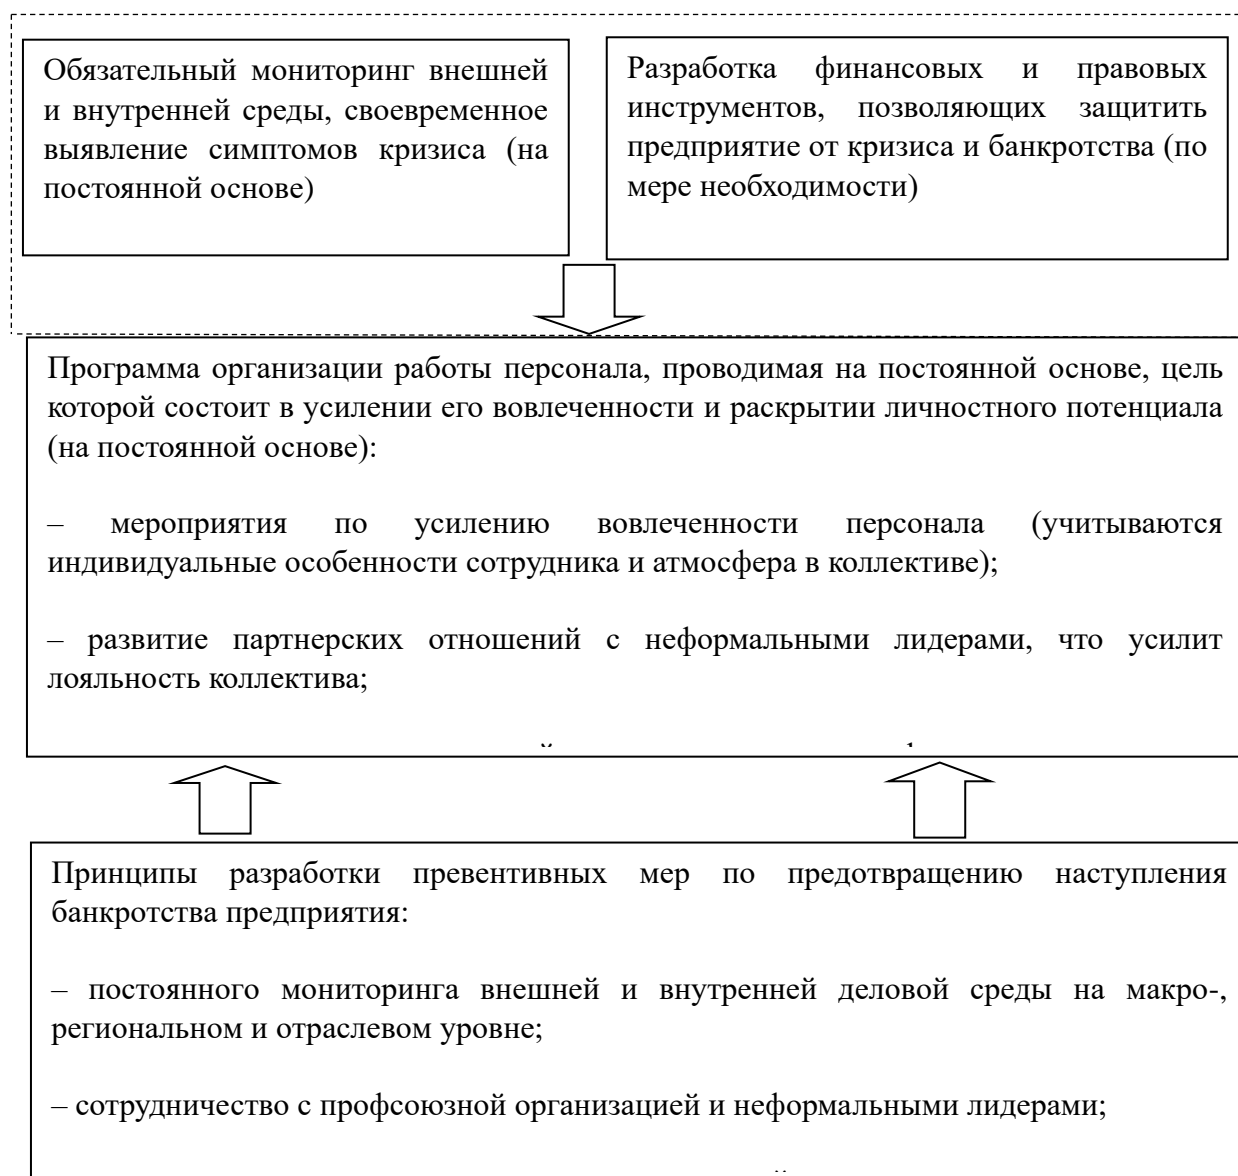 Обязательный мониторинг внешней
и внутренней среды, своевременное
выявление симптомов кризиса (на
постоянной основе)
Разработка финансовых и правовых
инструментов, позволяющих защитить
предприятие от кризиса и банкротства (по
мере необходимости)
Программа организации работы персонала, проводимая на постоянной основе, цель
которой состоит в усилении его вовлеченности и раскрытии личностного потенциала
(на постоянной основе):
– мероприятия по усилению вовлеченности персонала (учитываются
индивидуальные особенности сотрудника и атмосфера в коллективе);
– развитие партнерских отношений с неформальными лидерами, что усилит
лояльность коллектива;
Принципы разработки превентивных мер по предотвращению наступления
банкротства предприятия:
– постоянного мониторинга внешней и внутренней деловой среды на макро-,
региональном и отраслевом уровне;
– сотрудничество с профсоюзной организацией и неформальными лидерами;